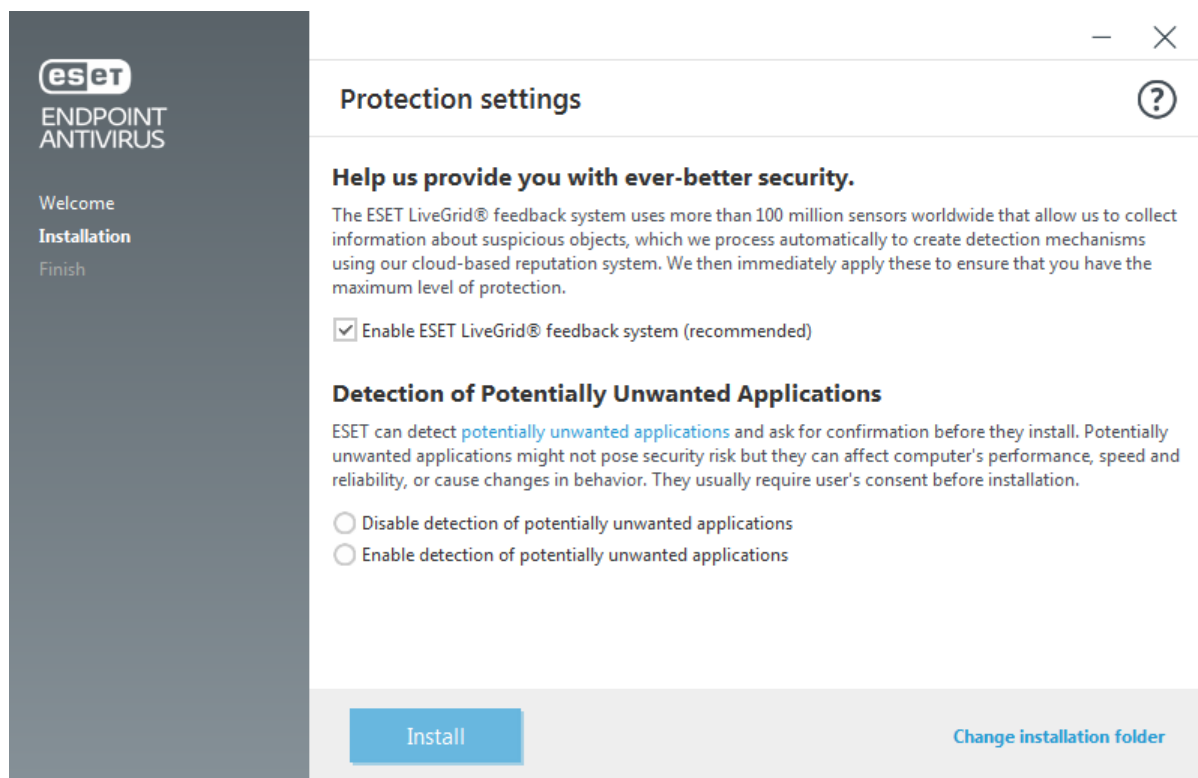 eset
ENDPOINT
ANTIVIRUS
Welcome
Installation
Finish
Protection settings
?
Help us provide you with ever-better security.
The ESET LiveGrid® feedback system uses more than 100 million sensors worldwide that allow us to collect
information about suspicious objects, which we process automatically to create detection mechanisms
using our cloud-based reputation system. We then immediately apply these to ensure that you have the
maximum level of protection.
Enable ESET LiveGrid® feedback system (recommended)
Detection of Potentially Unwanted Applications
ESET can detect potentially unwanted applications and ask for confirmation before they install. Potentially
unwanted applications might not pose security risk but they can affect computer's performance, speed and
reliability, or cause changes in behavior. They usually require user's consent before installation.
Disable detection of potentially unwanted applications
Enable detection of potentially unwanted applications
Install
Change installation folder